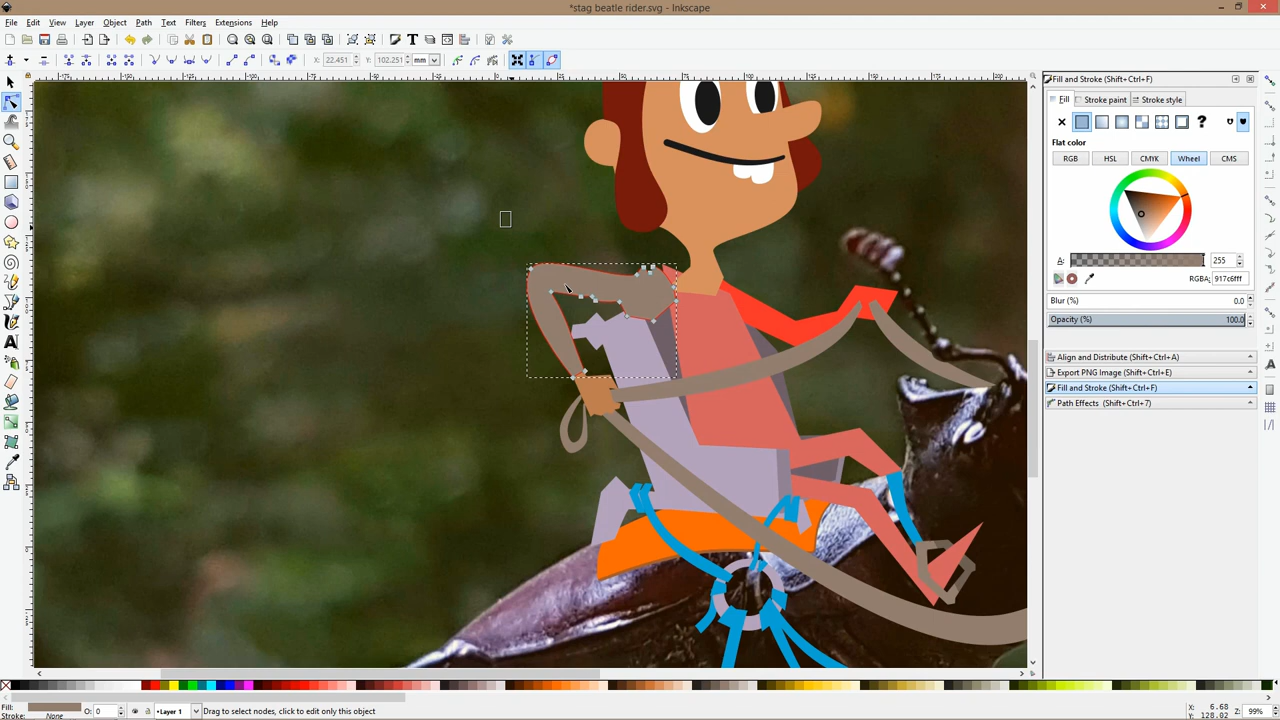 *stag beatle rider.svg - Inkscape
File Edit View Layer Object Path Text Filters Extensions Help
X: 22.451 Y: 102.251 mm
Fill and Stroke (Shift+Ctrl+F)
Fill Stroke paint Stroke style
Flat color
RGB HSL CMYK Wheel CMS
A: 255
RGBA: 917c6fff
Blur (%) 0.0
Opacity (%) 100.0
Align and Distribute (Shift+Ctrl+A)
Export PNG Image (Shift+Ctrl+E)
Fill and Stroke (Shift+Ctrl+F)
Path Effects (Shift+Ctrl+7)
Fill:
Stroke: None
O: 0
•Layer 1
Drag to select nodes, click to edit only this object
X: 6.68
Y: 128.02
Z: 99%